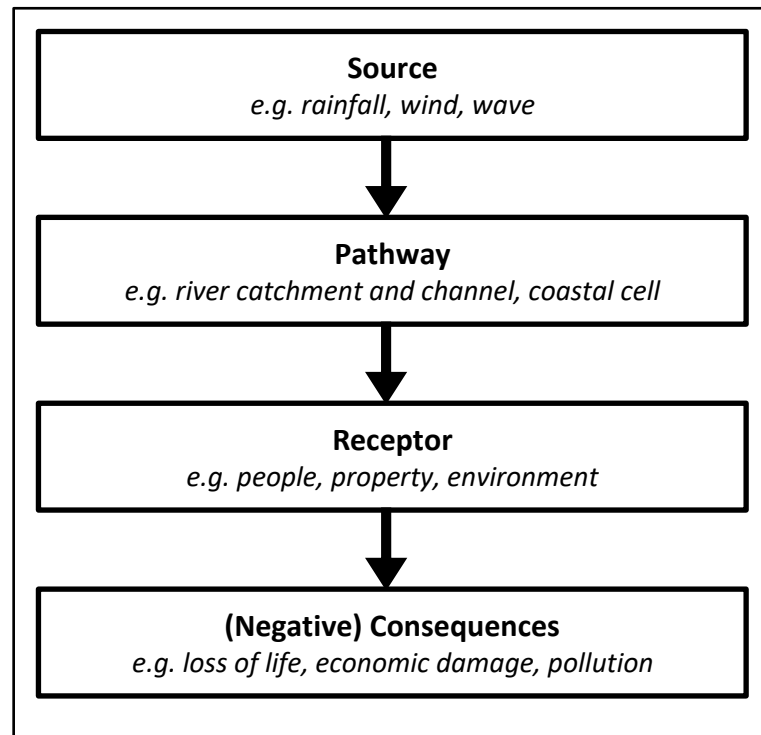 Source
e.g. rainfall, wind, wave
Pathway
e.g. river catchment and channel, coastal cell
Receptor
e.g. people, property, environment
(Negative) Consequences
e.g. loss of life, economic damage, pollution